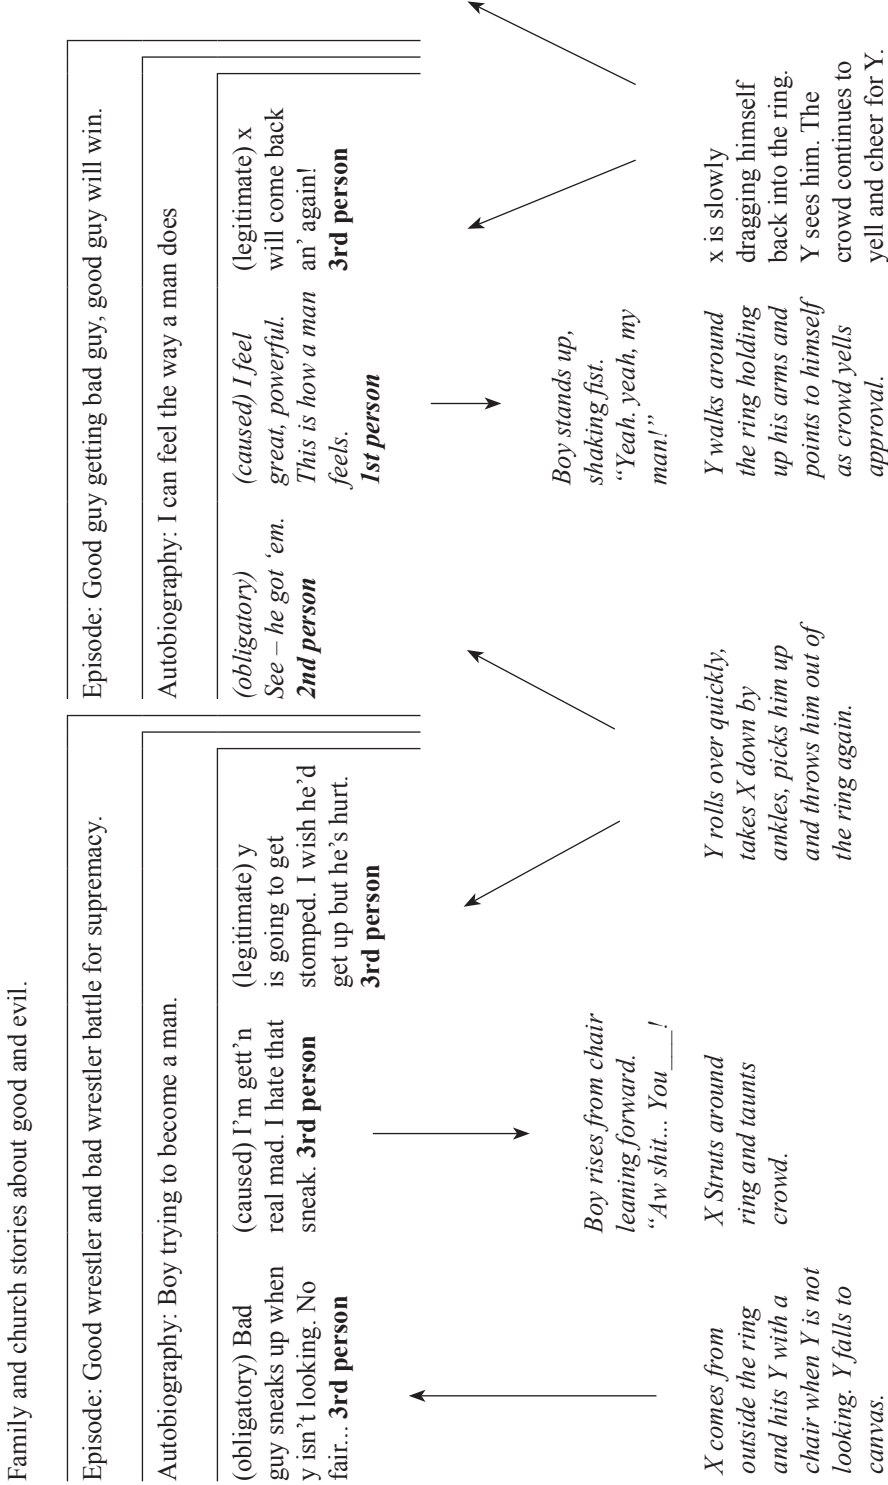 Family and church stories about good and evil.
Episode: Good wrestler and bad wrestler battle for supremacy.
Autobiography: Boy trying to become a man.
(obligatory) Bad
guy sneaks up when
y isn’t looking. No
fair... 3rd person
(caused) I’m gett’n
real mad. I hate that
sneak. 3rd person
(legitimate) y
is going to get
stomped. I wish he’d
get up but he’s hurt.
3rd person
Episode: Good guy getting bad guy, good guy will win.
Autobiography: I can feel the way a man does
(obligatory)
See – he got ‘em.
2nd person
(caused) I feel
great, powerful.
This is how a man
feels.
1st person
(legitimate) x
will come back
an’ again!
3rd person
Boy rises from chair
leaning forward.
“Aw shit... You___!
Boy stands up,
shaking fist.
“Yeah. yeah, my
man!”
X comes from
outside the ring
and hits Y with a
chair when Y is not
looking. Y falls to
canvas.
X Struts around
ring and taunts
crowd.
Y rolls over quickly,
takes X down by
ankles, picks him up
and throws him out of
the ring again.
Y walks around
the ring holding
up his arms and
points to himself
as crowd yells
approval.
x is slowly
dragging himself
back into the ring.
Y sees him. The
crowd continues to
yell and cheer for Y.